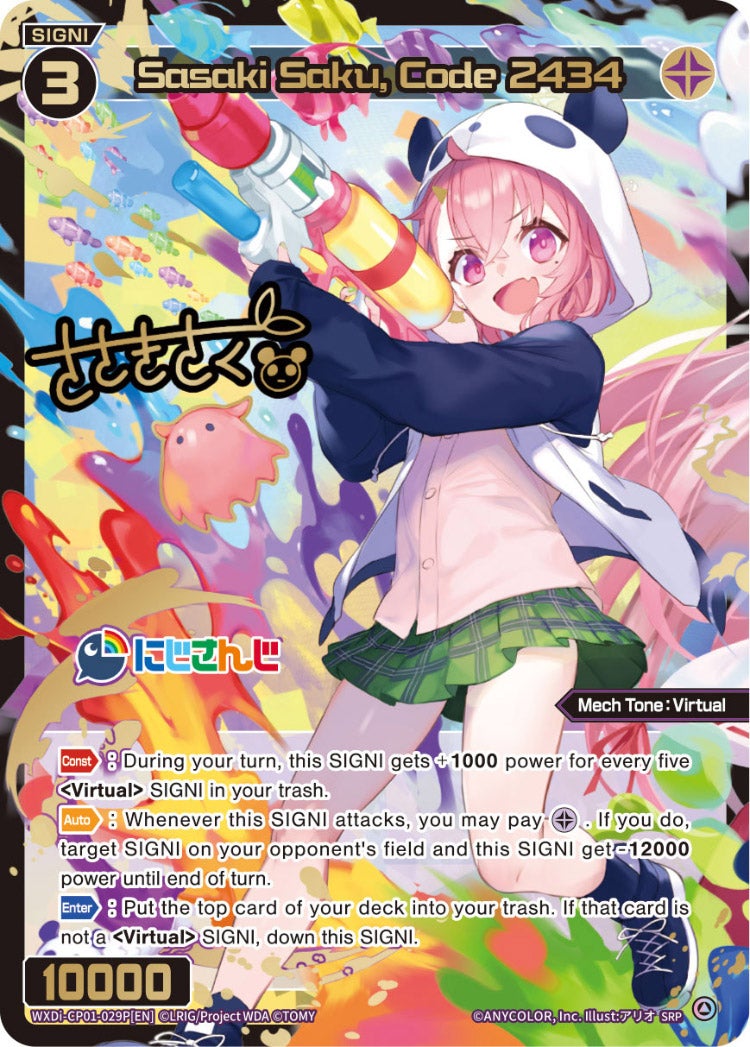 SIGNI
3
Sasaki Saku, Code 2434
ささきさく
にじさんじ
Mech Tone:Virtual
Const : During your turn, this SIGNI gets +1000 power for every five
<Virtual> SIGNI in your trash.
Auto : Whenever this SIGNI attacks, you may pay . If you do,
target SIGNI on your opponent's field and this SIGNI get -12000
power until end of turn.
Enter : Put the top card of your deck into your trash. If that card is
not a <Virtual> SIGNI, down this SIGNI.
10000
WXDi-CP01-029P[EN] ©LRIG/Project WDA ©TOMY
©ANYCOLOR, Inc. Illust:アリオ SRP